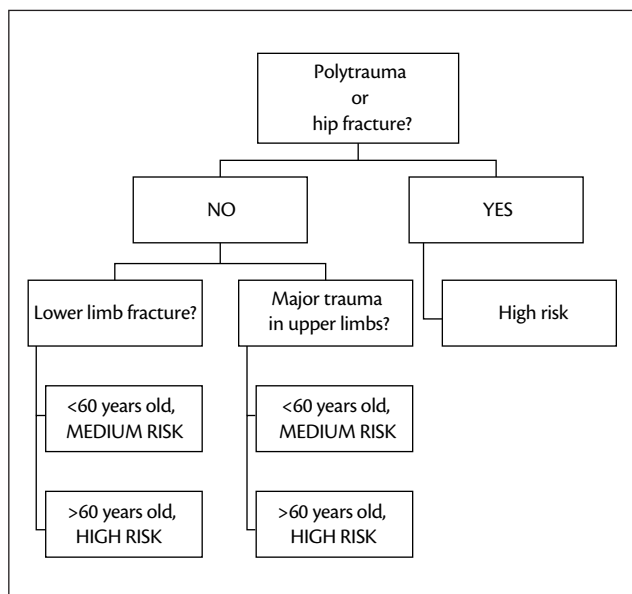 Polytrauma
or
hip fracture?
NO
YES
Lower limb fracture?
Major trauma
in upper limbs?
High risk
<60 years old,
MEDIUM RISK
<60 years old,
MEDIUM RISK
>60 years old,
HIGH RISK
>60 years old,
HIGH RISK